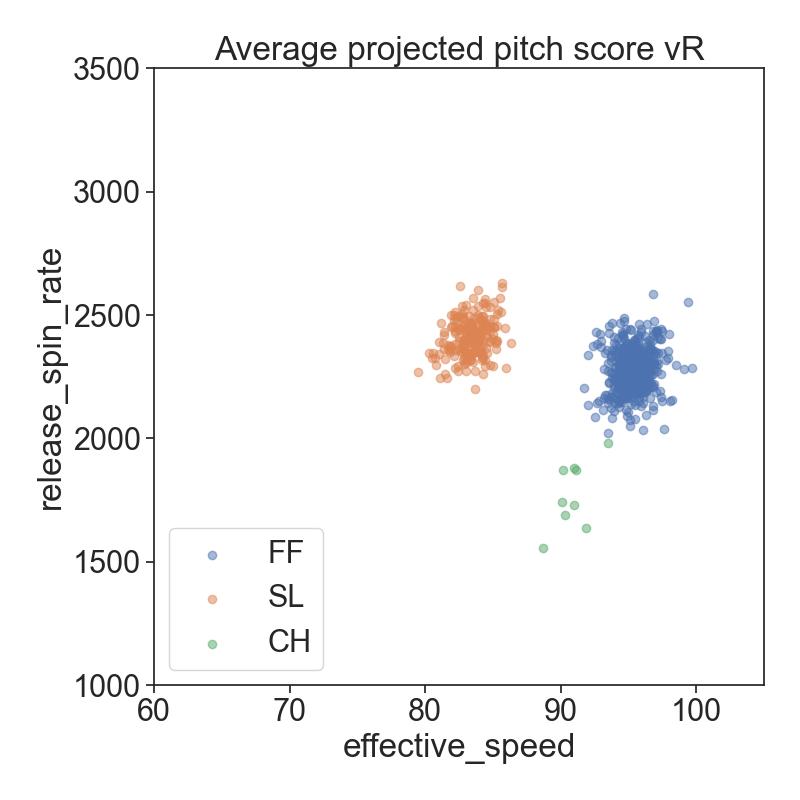 Average projected pitch score vR
3500
3000
2500
2000
1500
1000
release_spin_rate
FF
SL
CH
60 70 80 90 100
effective_speed